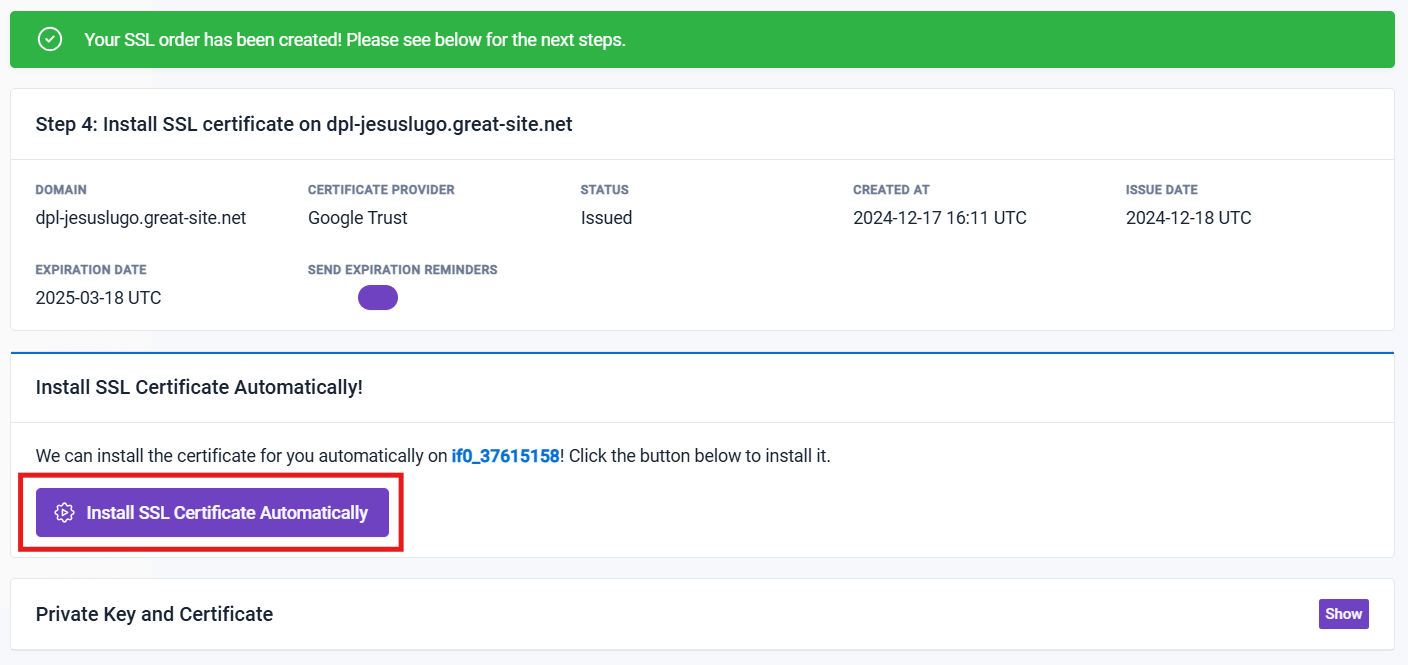 Your SSL order has been created! Please see below for the next steps.
Step 4: Install SSL certificate on dpl-jesuslugo.great-site.net
DOMAIN
dpl-jesuslugo.great-site.net
CERTIFICATE PROVIDER
Google Trust
STATUS
Issued
CREATED AT
2024-12-17 16:11 UTC
ISSUE DATE
2024-12-18 UTC
EXPIRATION DATE
2025-03-18 UTC
SEND EXPIRATION REMINDERS
Install SSL Certificate Automatically!
We can install the certificate for you automatically on if0_37615158! Click the button below to install it.
Install SSL Certificate Automatically
Private Key and Certificate
Show